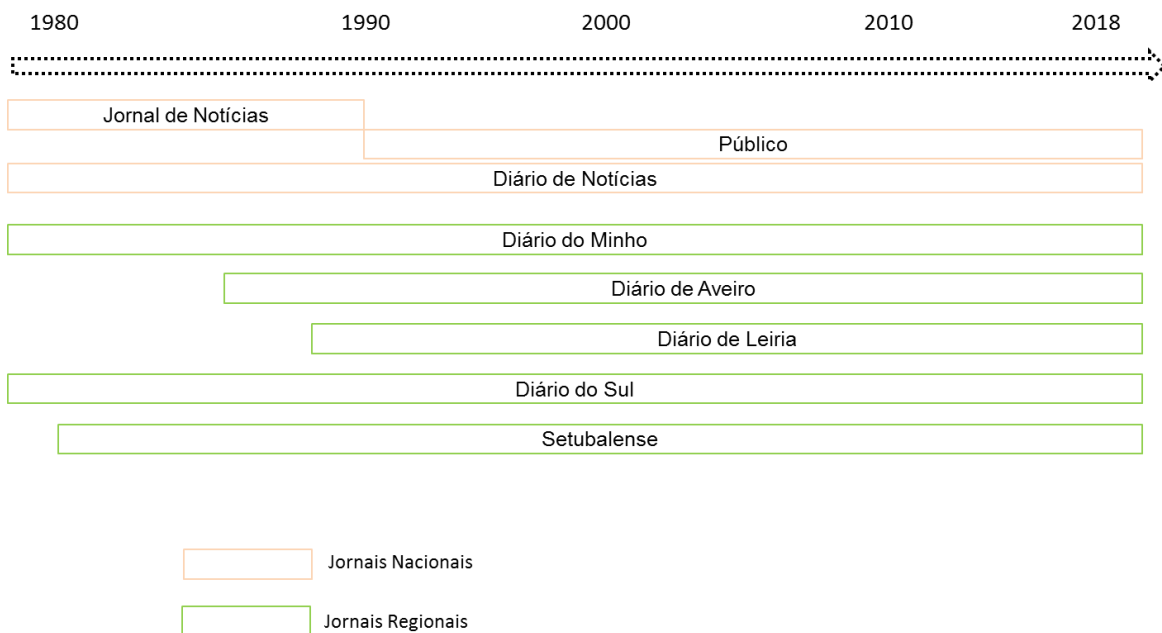 1980 1990 2000 2010 2018
Jornal de Notícias
Público
Diário de Notícias
Diário do Minho
Diário de Aveiro
Diário de Leiria
Diário do Sul
Setubalense
Jornais Nacionais
Jornais Regionais